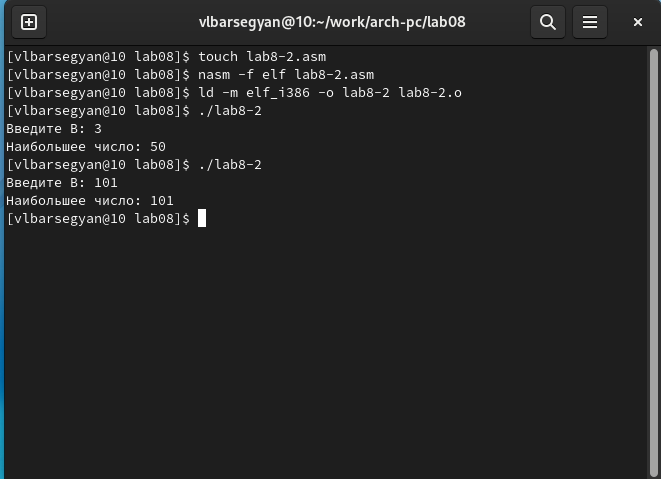 vlbarsegyan@10:~/work/arch-pc/lab08
[vlbarsegyan@10 lab08]$ touch lab8-2.asm
[vlbarsegyan@10 lab08]$ nasm -f elf lab8-2.asm
[vlbarsegyan@10 lab08]$ ld -m elf_i386 -o lab8-2 lab8-2.o
[vlbarsegyan@10 lab08]$ ./lab8-2
Введите B: 3
Наибольшее число: 50
[vlbarsegyan@10 lab08]$ ./lab8-2
Введите B: 101
Наибольшее число: 101
[vlbarsegyan@10 lab08]$